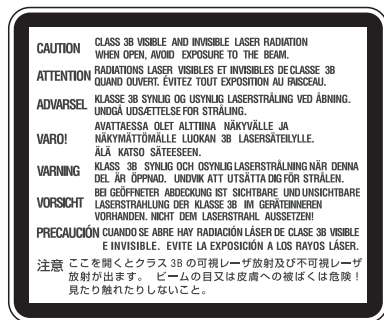 CAUTION CLASS 3B VISIBLE AND INVISIBLE LASER RADIATION
WHEN OPEN, AVOID EXPOSURE TO THE BEAM.
ATTENTION RADIATIONS LASER VISIBLES ET INVISIBLES DE CLASSE 3B
QUAND OUVERT. ÉVITEZ TOUT EXPOSITION AU FAISCEAU.
ADVARSEL KLASSE 3B SYNLIG OG USYNLIG LASERSTRÅLING VED ÅBNING.
UNDGÅ UDSÆTTELSE FOR STRÅLING.
VARO! AVATTAESSA OLET ALTTIINA NÄKYVÄLLE JA
NÄKYMÄTTÖMÄLLE LUOKAN 3B LASERSÄTEILYLLE.
ÄLÄ KATSO SÄTEESEEN.
VARNING KLASS 3B SYNLIG OCH OSYNLIG LASERSTRÅLNING NÄR DENNA
DEL ÄR ÖPPNAD. UNDVIK ATT UTSÄTTA DIG FÖR STRÅLEN.
VORSICHT BEI GEÖFFNETER ABDECKUNG IST SICHTBARE UND UNSICHTBARE
LASERSTRAHLUNG DER KLASSE 3B IM GERÄTEINNEREN
VORHANDEN. NICHT DEM LASERSTRAHL AUSSETZEN!
PRECAUCIÓN CUANDO SE ABRE HAY RADIACIÓN LÁSER DE CLASE 3B VISIBLE
E INVISIBLE. EVITE LA EXPOSICIÓN A LOS RAYOS LÁSER.
注意 ここを開くとクラス 3B の可視レーザ放射及び不可視レーザ
放射が出ます。 ビームの目又は皮膚への被ばくは危険!
見たり触れたりしないこと。